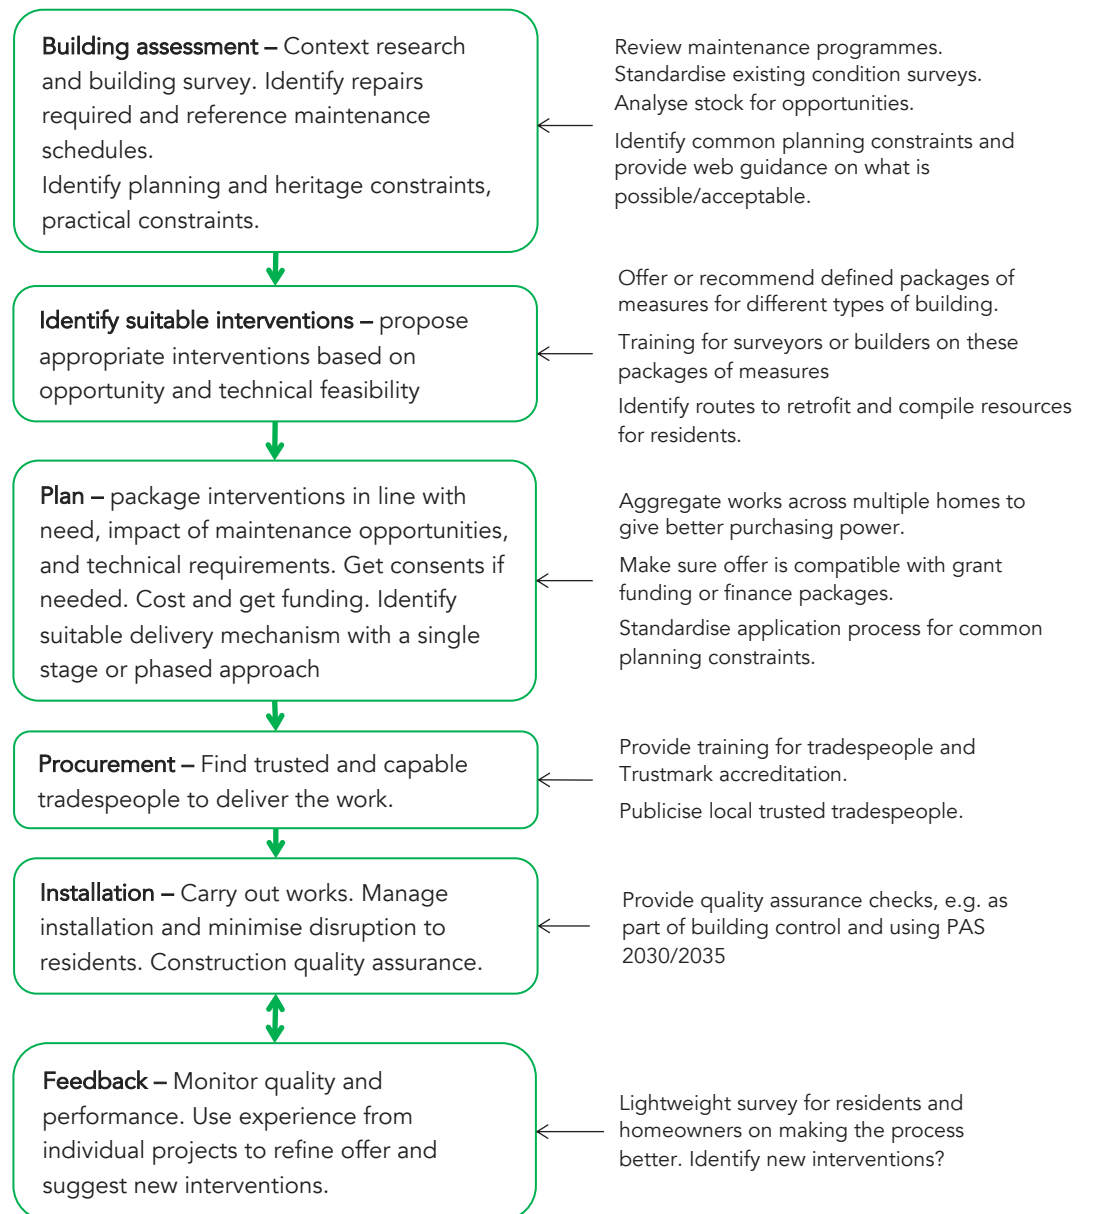 Building assessment – Context research
and building survey. Identify repairs
required and reference maintenance
schedules.
Identify planning and heritage constraints,
practical constraints.
Review maintenance programmes.
Standardise existing condition surveys.
Analyse stock for opportunities.
Identify common planning constraints and
provide web guidance on what is
possible/acceptable.
Identify suitable interventions – propose
appropriate interventions based on
opportunity and technical feasibility
Offer or recommend defined packages of
measures for different types of building.
Training for surveyors or builders on these
packages of measures
Identify routes to retrofit and compile resources
for residents.
Plan – package interventions in line with
need, impact of maintenance opportunities,
and technical requirements. Get consents if
needed. Cost and get funding. Identify
suitable delivery mechanism with a single
stage or phased approach
Aggregate works across multiple homes to
give better purchasing power.
Make sure offer is compatible with grant
funding or finance packages.
Standardise application process for common
planning constraints.
Procurement – Find trusted and capable
tradespeople to deliver the work.
Provide training for tradespeople and
Trustmark accreditation.
Publicise local trusted tradespeople.
Installation – Carry out works. Manage
installation and minimise disruption to
residents. Construction quality assurance.
Provide quality assurance checks, e.g. as
part of building control and using PAS
2030/2035
Feedback – Monitor quality and
performance. Use experience from
individual projects to refine offer and
suggest new interventions.
Lightweight survey for residents and
homeowners on making the process
better. Identify new interventions?